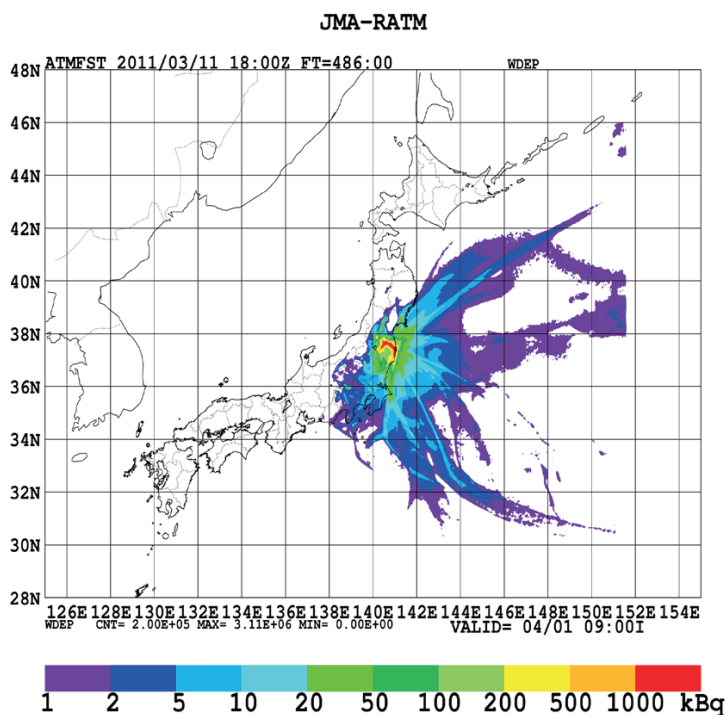 JMA-RATM
ATMFST 2011/03/11 18:00Z FT=486:00 WDEP
48N
46N
44N
42N
40N
38N
36N
34N
32N
30N
28N
126E 128E 130E 132E 134E 136E 138E 140E 142E 144E 146E 148E 150E 152E 154E
WDEP CNT= 2.00E+05 MAX= 3.11E+06 MIN= 0.00E+00 VALID= 04/01 09:00I
1 2 5 10 20 50 100 200 500 1000 kBq